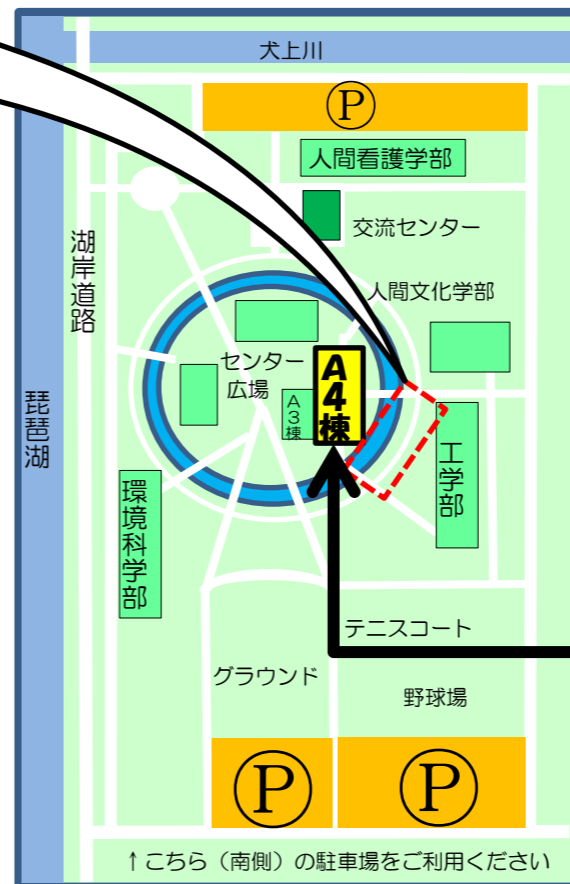 犬上川
Ⓟ
人間看護学部
交流センター
湖岸道路
人間文化学部
センター
広場
A4棟
A3棟
琵琶湖
工学部
環境科学部
テニスコート
グラウンド
野球場
Ⓟ
Ⓟ
↑こちら（南側）の駐車場をご利用ください